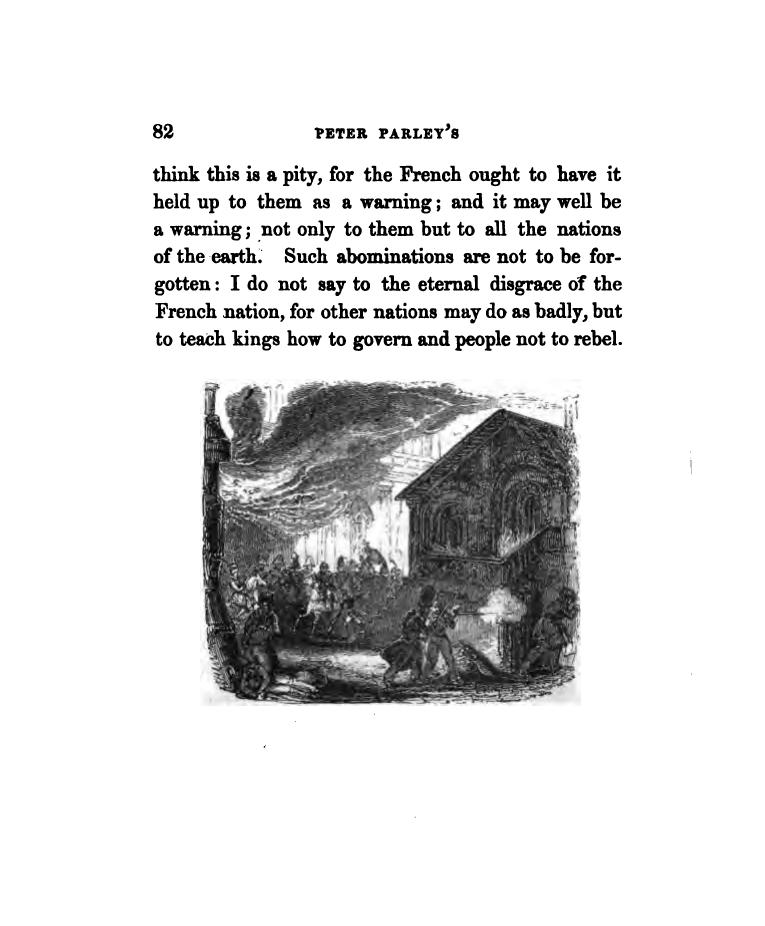 82 PETER PARLEY'S
think this is a pity, for the French ought to have it
held up to them as a warning; and it may well be
a warning; not only to them but to all the nations
of the earth. Such abominations are not to be for-
gotten: I do not say to the eternal disgrace of the
French nation, for other nations may do as badly, but
to teach kings how to govern and people not to rebel.